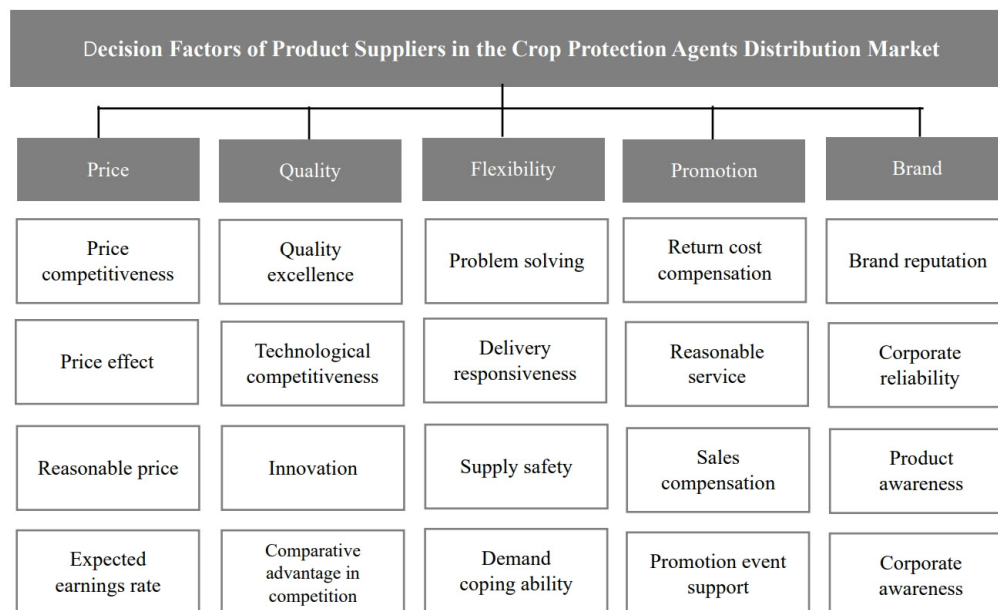 Decision Factors of Product Suppliers in the Crop Protection Agents Distribution Market
Price
Quality
Flexibility
Promotion
Brand
Price
competitiveness
Quality
excellence
Problem solving
Return cost
compensation
Brand reputation
Price effect
Technological
competitiveness
Delivery
responsiveness
Reasonable
service
Corporate
reliability
Reasonable price
Innovation
Supply safety
Sales
compensation
Product
awareness
Expected
earnings rate
Comparative
advantage in
competition
Demand
coping ability
Promotion event
support
Corporate
awareness